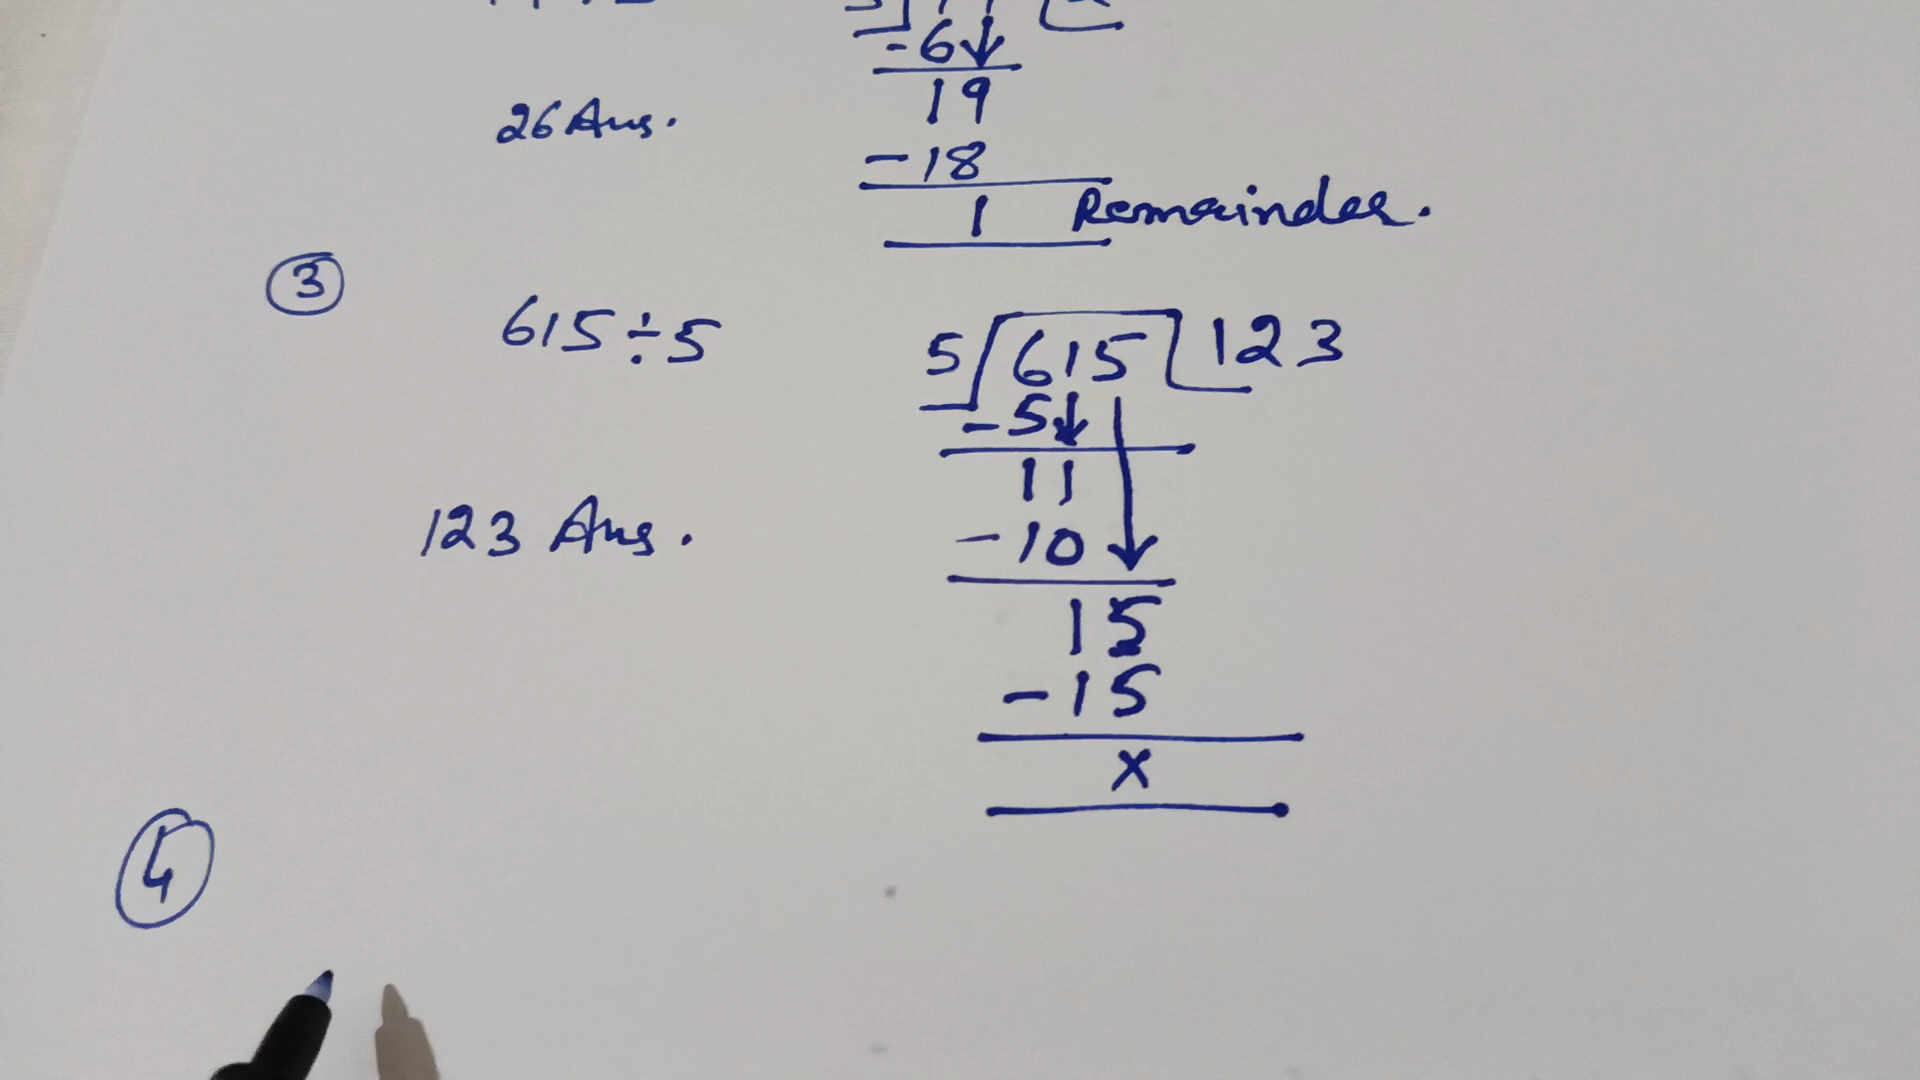 -6↓
19
26 Ans.
-18
1 Remainder.
3
615÷5
5 615 123
-5↓
11
123 Ans.
-10
15
-15
x
4